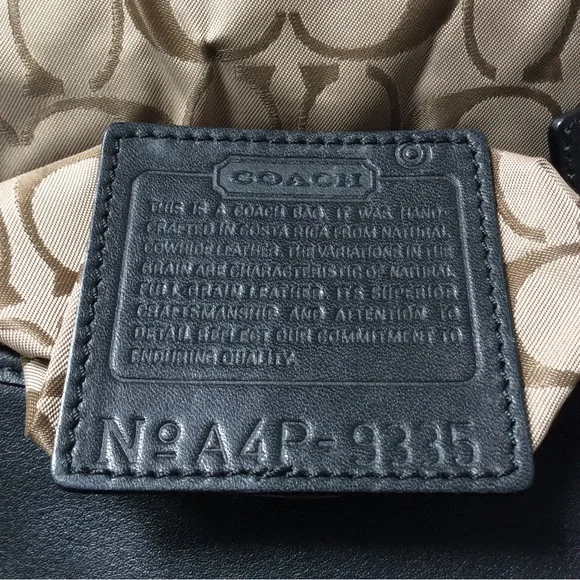 COACH
THIS IS A COACH BAG. IT WAS HAND-
CRAFTED IN COSTA RICA FROM NATURAL
COWHIDE LEATHER. THE VARIATIONS IN THE
GRAIN ARE CHARACTERISTIC OF NATURAL
FULL GRAIN LEATHER. ITS SUPERIOR
CRAFTSMANSHIP AND ATTENTION TO
DETAIL REFLECT OUR COMMITMENT TO
ENDURING QUALITY.
Nº A4P-9335